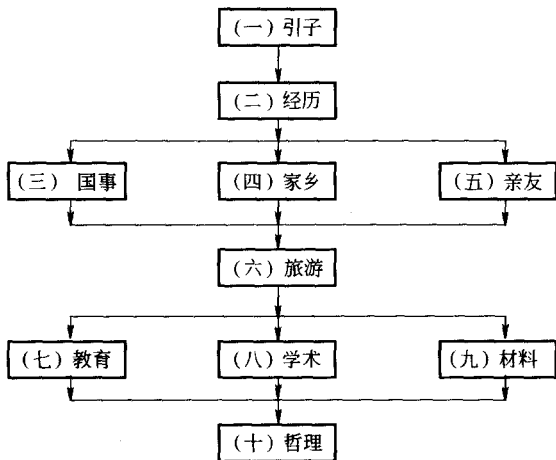 （一）引子
（二）经历
（三） 国事
（四）家乡
（五）亲友
（六）旅游
（七）教育
（八）学术
（九）材料
（十）哲理